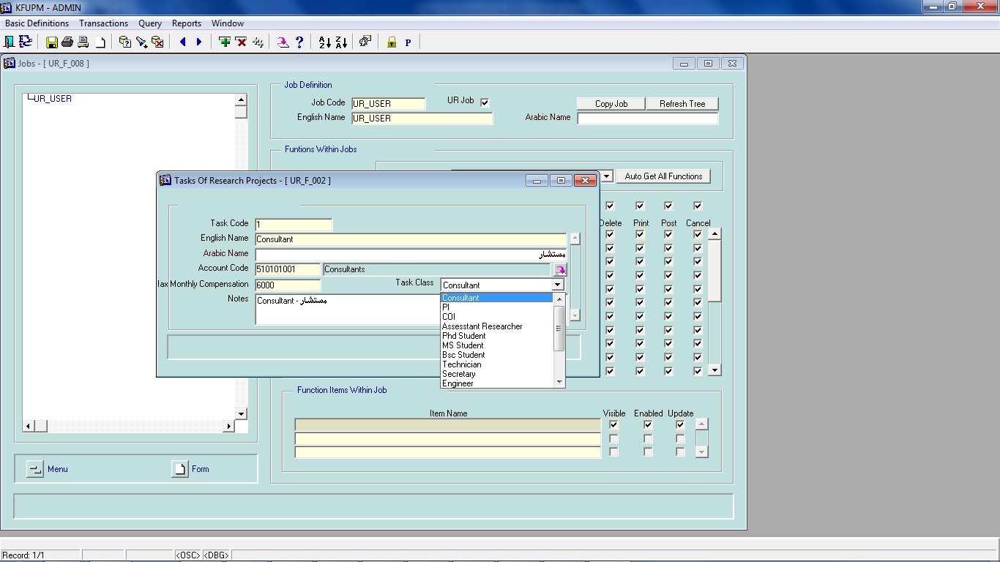 KFUPM - ADMIN
Basic Definitions Transactions Query Reports Window
Jobs - [ UR_F_008 ]
UR_USER
Job Definition
Job Code UR_USER UR Job Copy Job Refresh Tree
English Name UR_USER Arabic Name
Funtions Within Jobs
Auto Get All Functions
Delete Print Post Cancel
Tasks Of Research Projects - [ UR_F_002 ]
Task Code 1
English Name Consultant
Arabic Name مستشار
Account Code 510101001 Consultants
Monthly Compensation 6000 Task Class Consultant
Notes Consultant - مستشار
Consultant
PI
COI
Assesstant Researcher
Phd Student
MS Student
Bsc Student
Technician
Secretary
Engineer
Function Items Within Job
Item Name Visible Enabled Update
Menu Form
Record: 1/1 <OSC> <DBG>